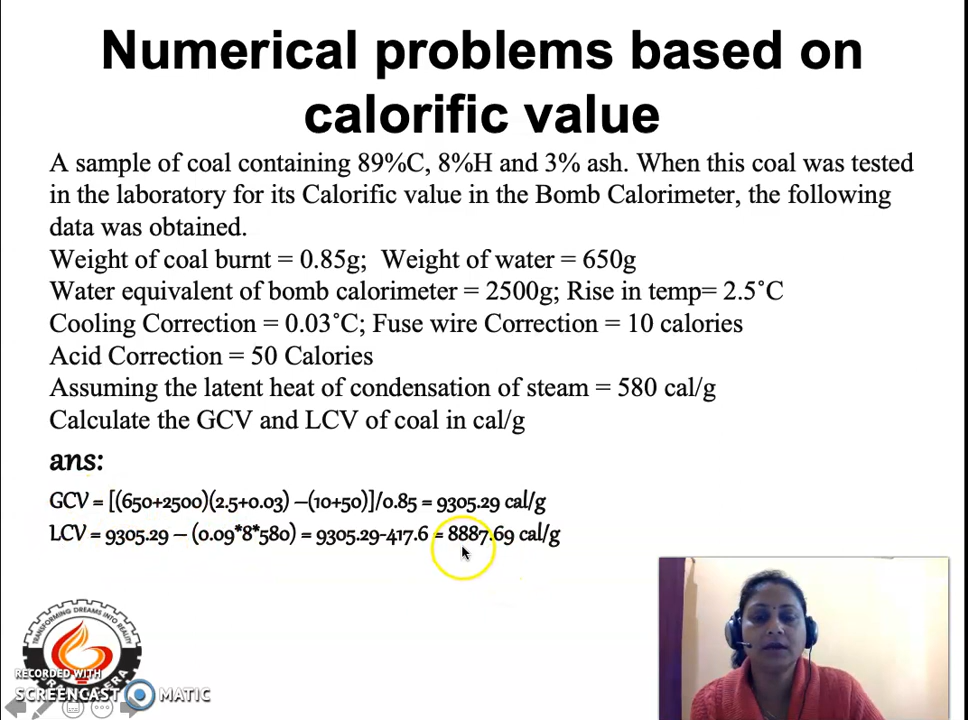 Numerical problems based on
calorific value
A sample of coal containing 89%C, 8%H and 3% ash. When this coal was tested
in the laboratory for its Calorific value in the Bomb Calorimeter, the following
data was obtained.
Weight of coal burnt = 0.85g; Weight of water = 650g
Water equivalent of bomb calorimeter = 2500g; Rise in temp= 2.5˚C
Cooling Correction = 0.03˚C; Fuse wire Correction = 10 calories
Acid Correction = 50 Calories
Assuming the latent heat of condensation of steam = 580 cal/g
Calculate the GCV and LCV of coal in cal/g
ans:
GCV = [(650+2500)(2.5+0.03) –(10+50)]/0.85 = 9305.29 cal/g
LCV = 9305.29 – (0.09*8*580) = 9305.29-417.6 = 8887.69 cal/g
TRANSFORMING DREAMS INTO REALITY
RECORDED WITH
SCREENCAST MATIC